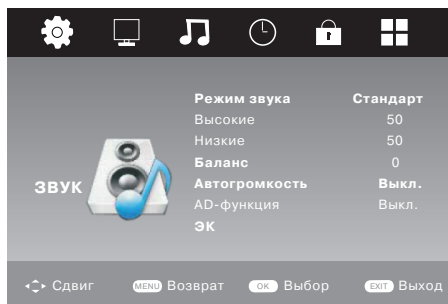 Режим звука Стандарт
Высокие 50
Низкие 50
Баланс 0
ЗВУК
Автогромкость Выкл.
AD-функция Выкл.
ЭК
Сдвиг MENU Возврат OK Выбор EXIT Выход